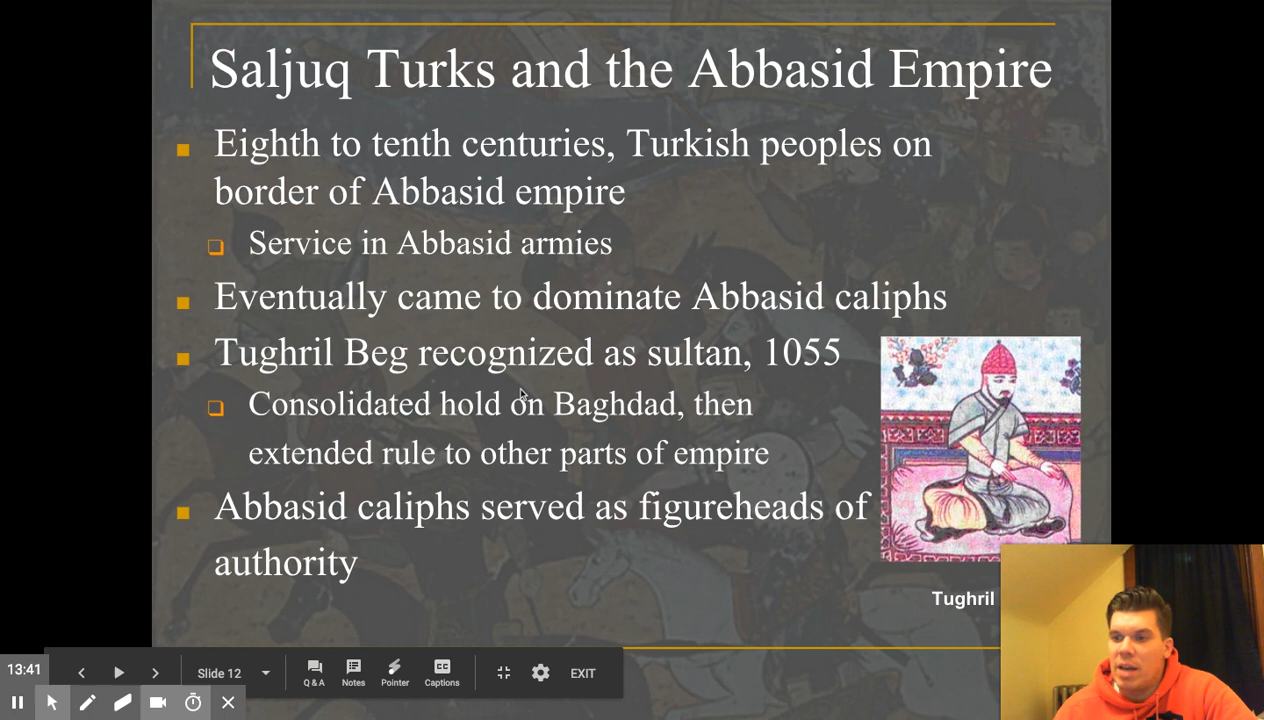 Saljuq Turks and the Abbasid Empire
Eighth to tenth centuries, Turkish peoples on
border of Abbasid empire
Service in Abbasid armies
Eventually came to dominate Abbasid caliphs
Tughril Beg recognized as sultan, 1055
Consolidated hold on Baghdad, then
extended rule to other parts of empire
Abbasid caliphs served as figureheads of
authority
Tughril
13:41
Slide 12
Q & A
Notes
Pointer
CC
Captions
EXIT